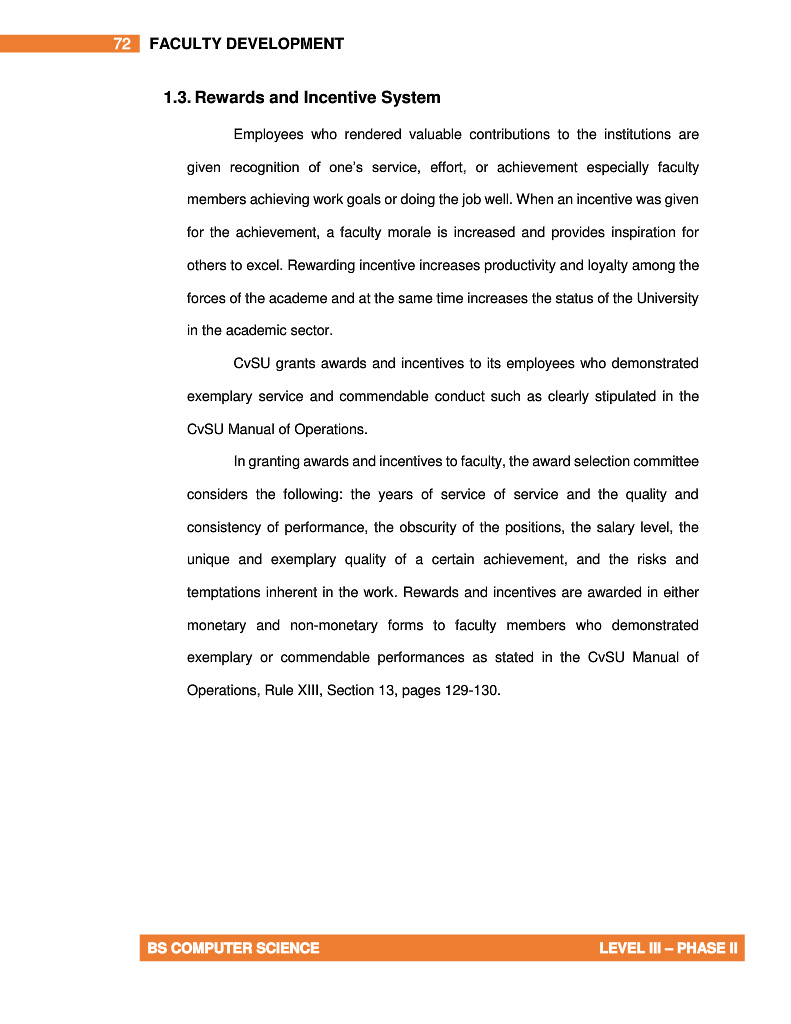 72 FACULTY DEVELOPMENT
1.3. Rewards and Incentive System
Employees who rendered valuable contributions to the institutions are
given recognition of one's service, effort, or achievement especially faculty
members achieving work goals or doing the job well. When an incentive was given
for the achievement, a faculty morale is increased and provides inspiration for
others to excel. Rewarding incentive increases productivity and loyalty among the
forces of the academe and at the same time increases the status of the University
in the academic sector.
CvSU grants awards and incentives to its employees who demonstrated
exemplary service and commendable conduct such as clearly stipulated in the
CvSU Manual of Operations.
In granting awards and incentives to faculty, the award selection committee
considers the following: the years of service of service and the quality and
consistency of performance, the obscurity of the positions, the salary level, the
unique and exemplary quality of a certain achievement, and the risks and
temptations inherent in the work. Rewards and incentives are awarded in either
monetary and non-monetary forms to faculty members who demonstrated
exemplary or commendable performances as stated in the CvSU Manual of
Operations, Rule XIII, Section 13, pages 129-130.
BS COMPUTER SCIENCE LEVEL III – PHASE II